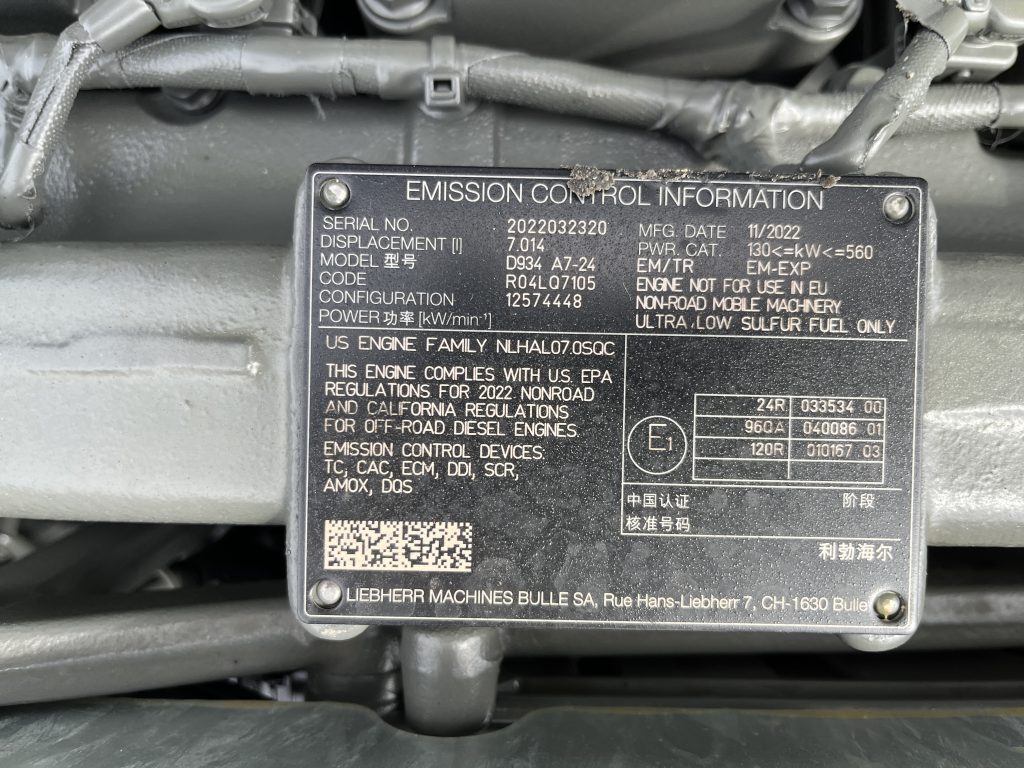 EMISSION CONTROL INFORMATION
SERIAL NO. 2022032320
DISPLACEMENT [l] 7.014
MODEL 型号 D934 A7-24
CODE R04L07105
CONFIGURATION 12574448
POWER 功率 [kW/min⁻¹]
MFG. DATE 11/2022
PWR. CAT. 130<=kW<=560
EM/TR EM-EXP
ENGINE NOT FOR USE IN EU
NON-ROAD MOBILE MACHINERY
ULTRA LOW SULFUR FUEL ONLY
US ENGINE FAMILY NLHAL07.0SQC
THIS ENGINE COMPLIES WITH U.S. EPA
REGULATIONS FOR 2022 NONROAD
AND CALIFORNIA REGULATIONS
FOR OFF-ROAD DIESEL ENGINES.
EMISSION CONTROL DEVICES:
TC, CAC, ECM, DDI, SCR,
AMOX, DQS
E1
24R 033534 00
96QA 040086 01
120R 010167 03
中国认证 阶段
核准号码
利勃海尔
LIEBHERR MACHINES BULLE SA, Rue Hans-Liebherr 7, CH-1630 Bulle